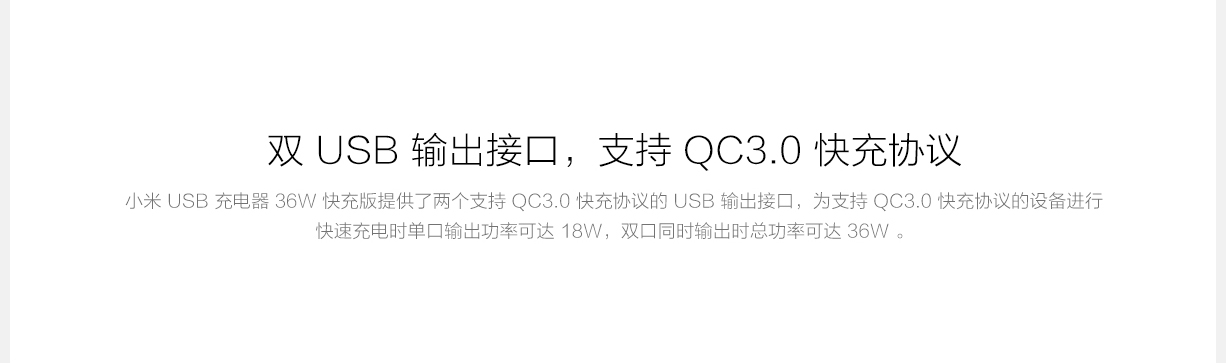 双 USB 输出接口，支持 QC3.0 快充协议
小米 USB 充电器 36W 快充版提供了两个支持 QC3.0 快充协议的 USB 输出接口，为支持 QC3.0 快充协议的设备进行
快速充电时单口输出功率可达 18W，双口同时输出时总功率可达 36W 。